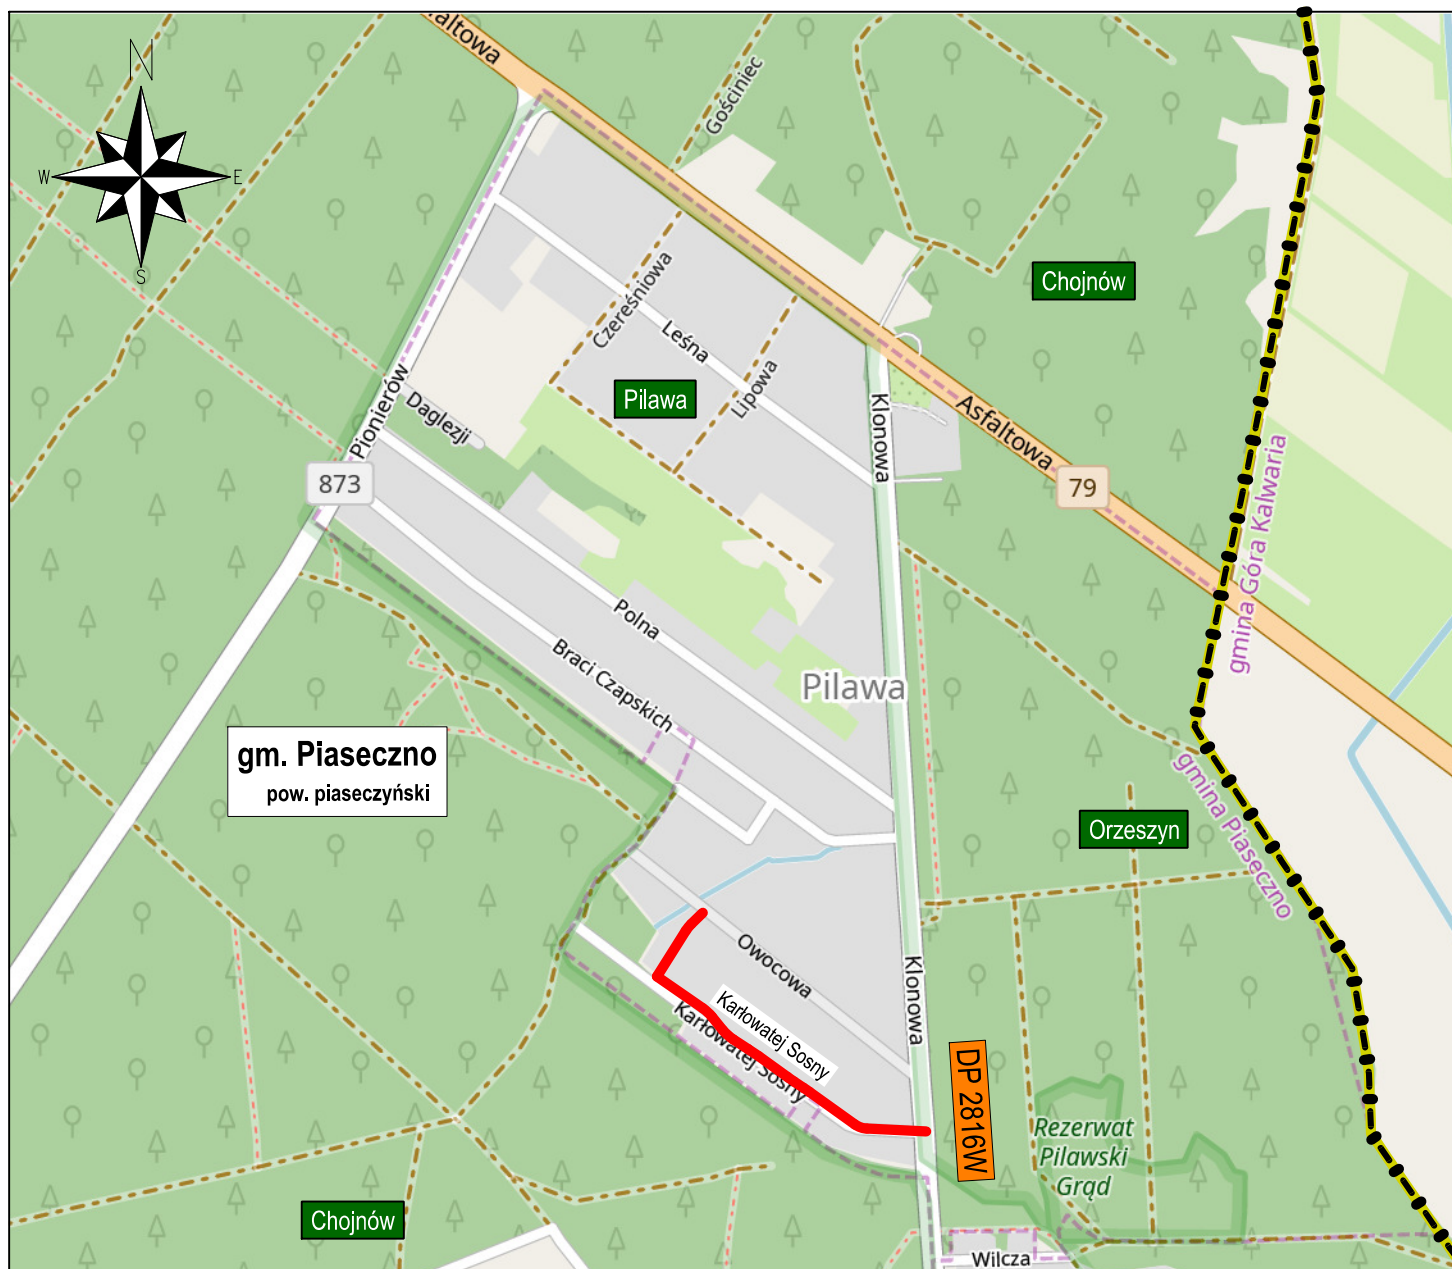 faltowa
N
W
E
S
Gościniec
Chojnów
Czereśniowa
Leśna
Lipowa
Pilawa
Pionierów
Daglezji
Klonowa
Asfaltowa
873
79
gmina Góra Kalwaria
Polna
Braci Czapskich
Pilawa
gm. Piaseczno
pow. piaseczyński
gmina Piaseczno
Orzeszyn
Owocowa
Klonowa
Karłowatej Sosny
Karłowatej Sosny
DP 2816W
Rezerwat
Pilawski
Grąd
Chojnów
Wilcza